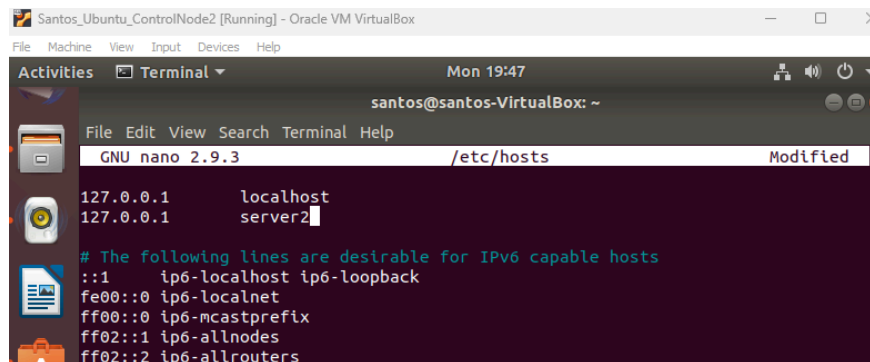 Santos_Ubuntu_ControlNode2 [Running] - Oracle VM VirtualBox
File Machine View Input Devices Help
Activities Terminal Mon 19:47
santos@santos-VirtualBox: ~
File Edit View Search Terminal Help
GNU nano 2.9.3 /etc/hosts Modified
127.0.0.1 localhost
127.0.0.1 server2
# The following lines are desirable for IPv6 capable hosts
::1 ip6-localhost ip6-loopback
fe00::0 ip6-localnet
ff00::0 ip6-mcastprefix
ff02::1 ip6-allnodes
ff02::2 ip6-allrouters